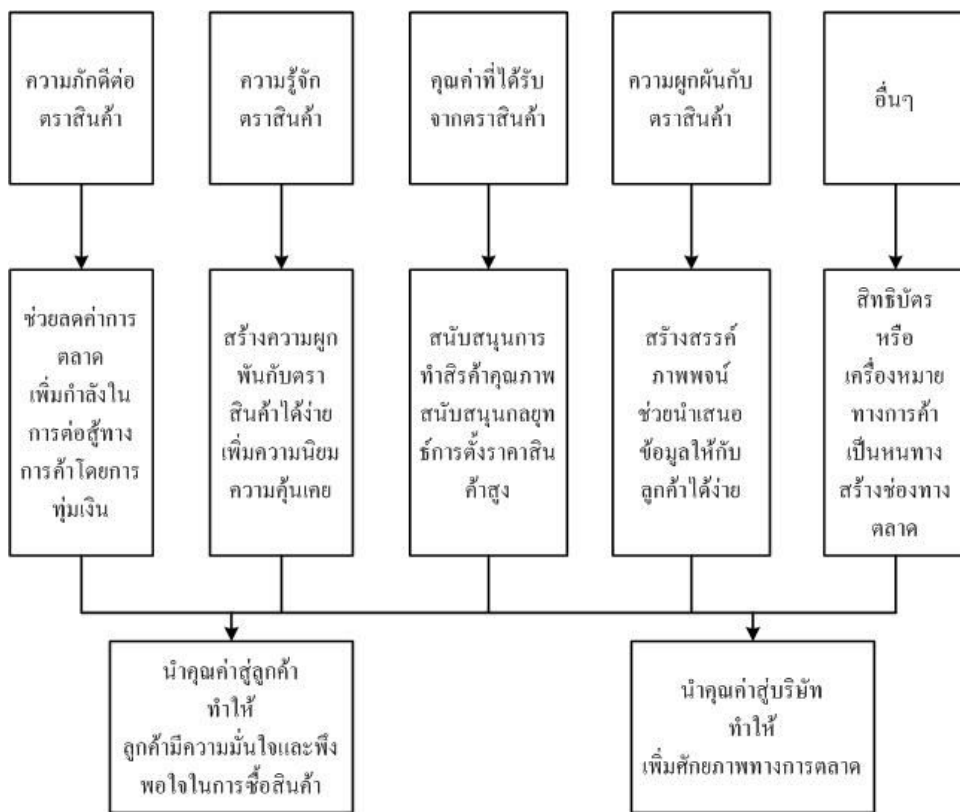 ความภักดีต่อ
ตราสินค้า
ความรู้จัก
ตราสินค้า
คุณค่าที่ได้รับ
จากตราสินค้า
ความผูกผันกับ
ตราสินค้า
อื่นๆ
ช่วยลดค่าการ
ตลาด
เพิ่มกำลังใน
การต่อสู้ทาง
การค้าโดยการ
ทุ่มเงิน
สร้างความผูก
พันกับตรา
สินค้าได้ง่าย
เพิ่มความนิยม
ความคุ้นเคย
สนับสนุนการ
ทำสิรค้าคุณภาพ
สนับสนุนกลยุท
ธ์การตั้งราคาสิน
ค้าสูง
สรัางสรรค์
ภาพพจน์
ช่วยนำเสนอ
ข้อมูลให้กับ
ลูกค้าได้ง่าย
สิทธิบัตร
หรือ
เครื่องหมาย
ทางการค้า
เป็นหนทาง
สร้างช่องทาง
ตลาด
นำคุณค่าสู่ลูกค้า
ทำให้
ลูกค้ามีความมั่นใจและพึง
พอใจในการซื้อสินค้า
นำคุณค่าสู่บริษัท
ทำให้
เพิ่มศักยภาพทางการตลาด